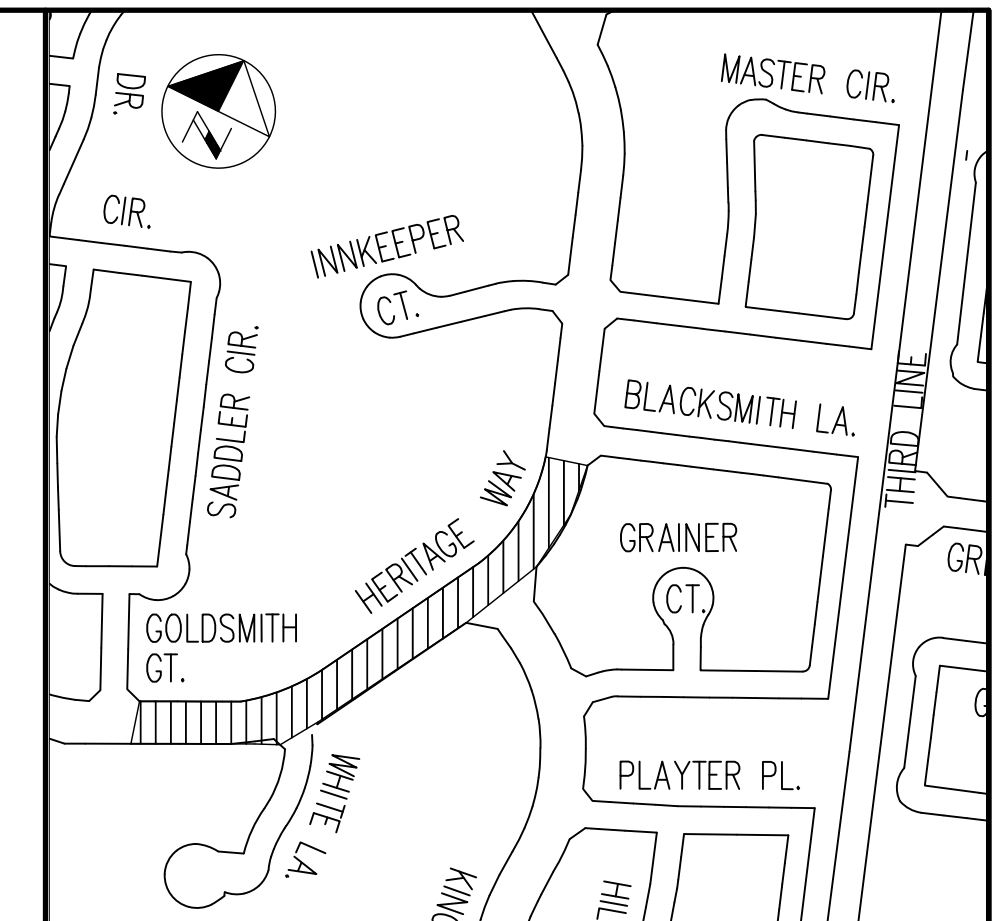 MASTER CIR.
DR.
N
CIR.
INNKEEPER
CT.
SADDLER CIR.
BLACKSMITH LA.
THIRD LINE
HERITAGE WAY
GRAINER
CT.
GOLDSMITH
GT.
PLAYTER PL.
WHITE LA.